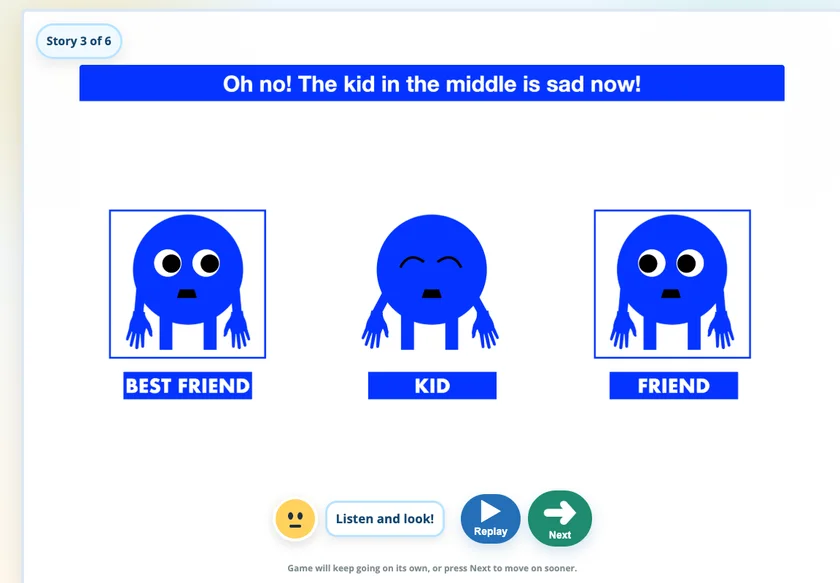 Story 3 of 6
Oh no! The kid in the middle is sad now!
BEST FRIEND
KID
FRIEND
Listen and look!
Replay
Next
Game will keep going on its own, or press Next to move on sooner.